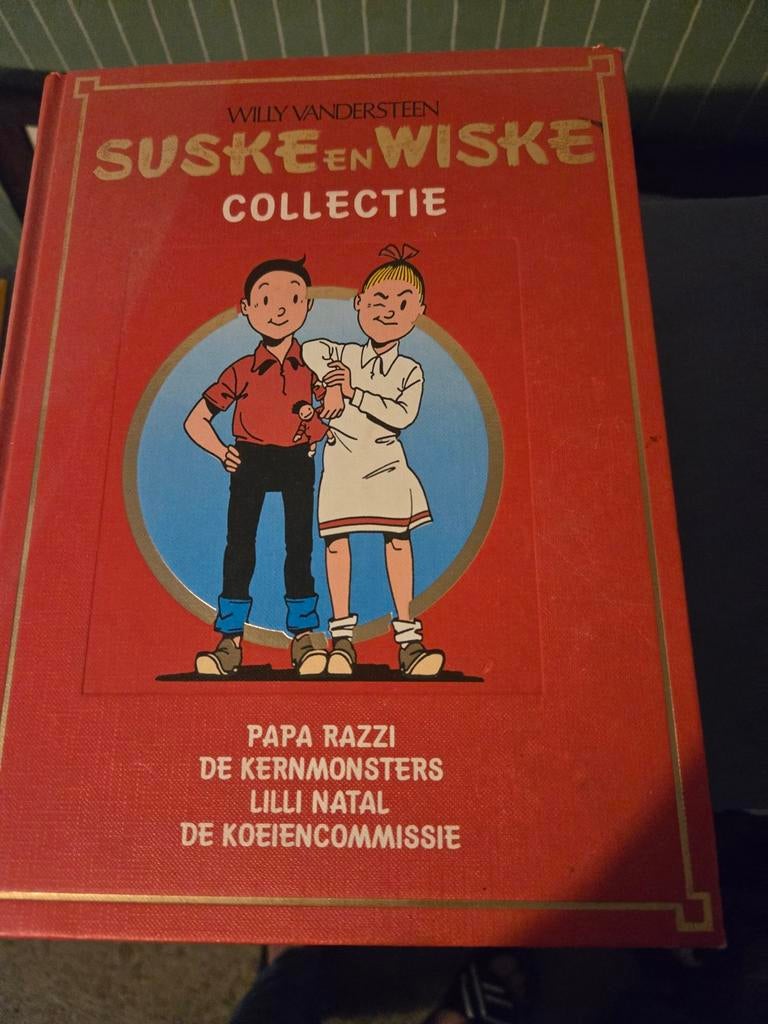 WILLY VANDERSTEEN
SUSKE EN WISKE
COLLECTIE
PAPA RAZZI
DE KERNMONSTERS
LILLI NATAL
DE KOEIENCOMMISSIE